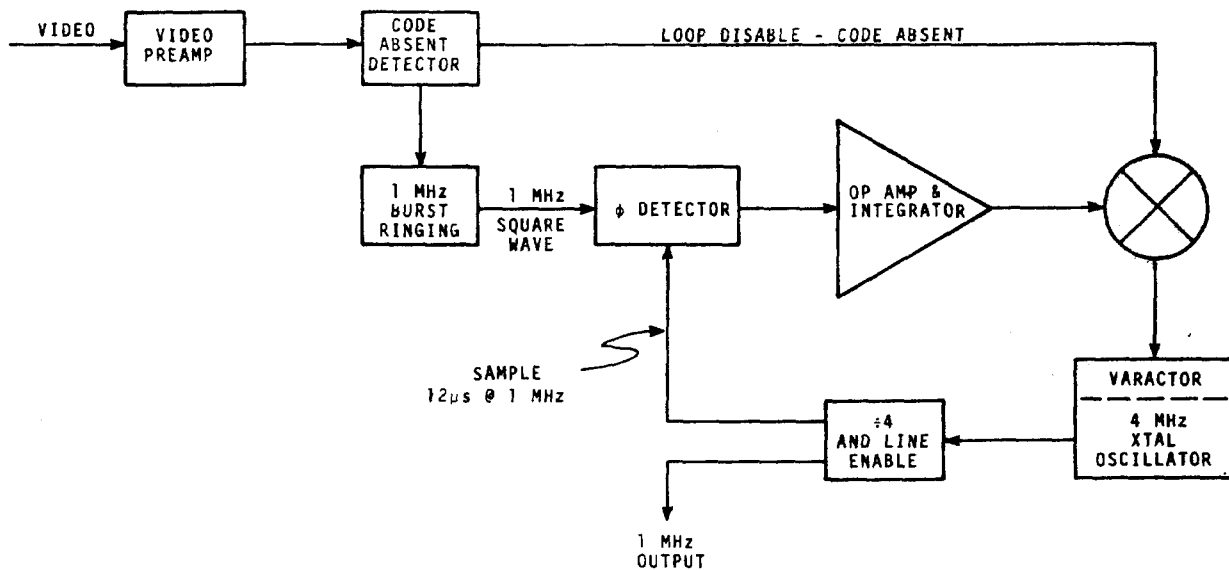 VIDEO
VIDEO
PREAMP
CODE
ABSENT
DETECTOR
LOOP DISABLE - CODE ABSENT
1 MHz
BURST
RINGING
1 MHz
SQUARE
WAVE
ϕ DETECTOR
OP AMP &
INTEGRATOR
SAMPLE
12μs @ 1 MHz
÷4
AND LINE
ENABLE
VARACTOR
4 MHz
XTAL
OSCILLATOR
1 MHz
OUTPUT